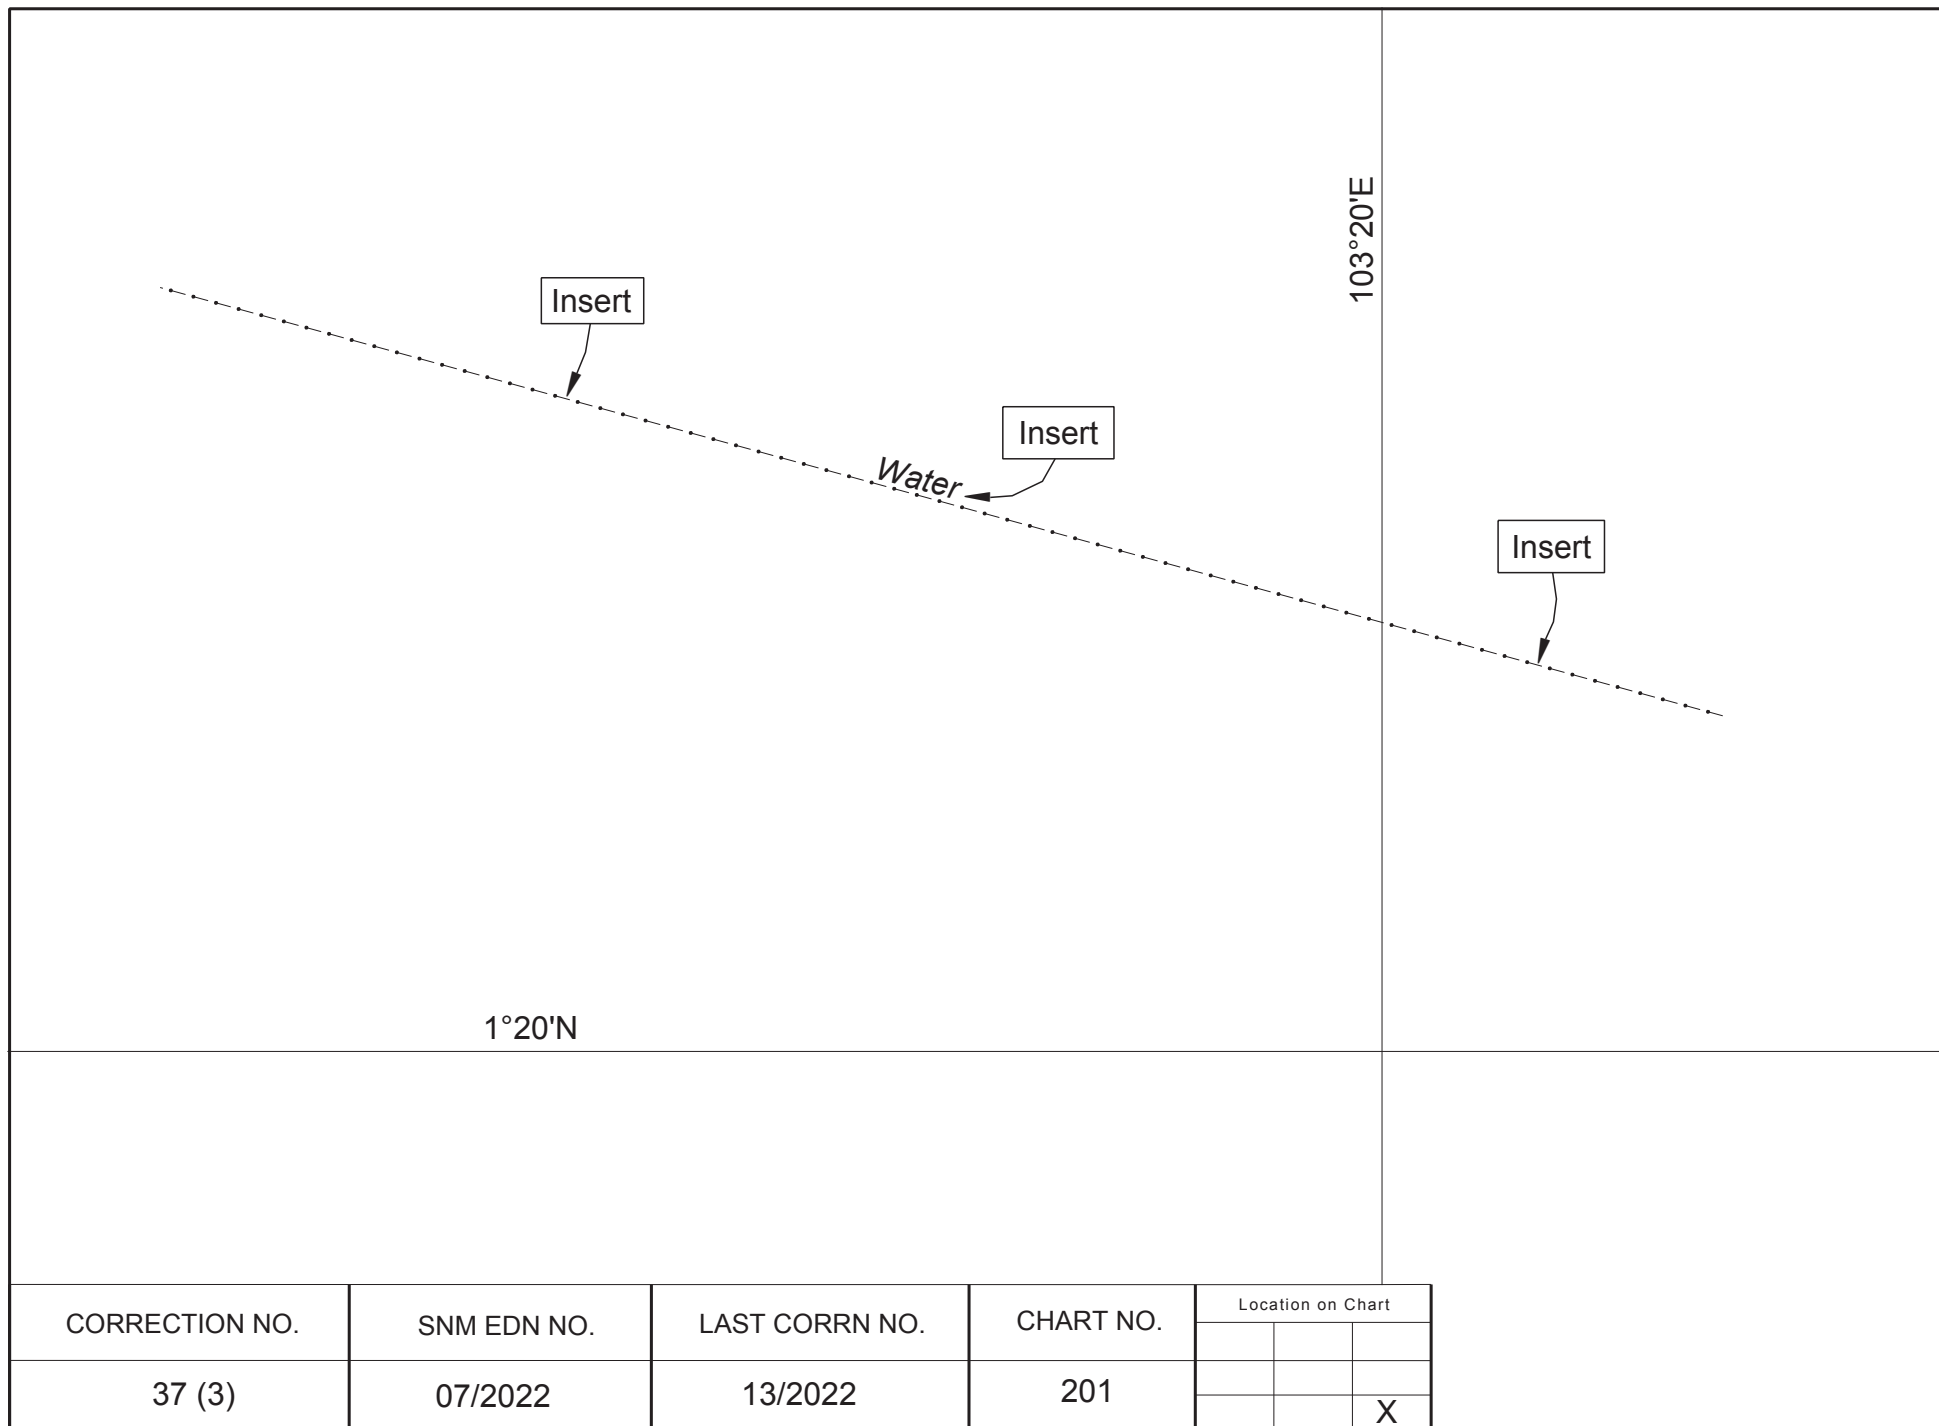 103°20'E
Insert
Insert
Water
Insert
1°20'N
CORRECTION NO.
SNM EDN NO.
LAST CORRN NO.
CHART NO.
Location on Chart
37 (3)
07/2022
13/2022
201
X